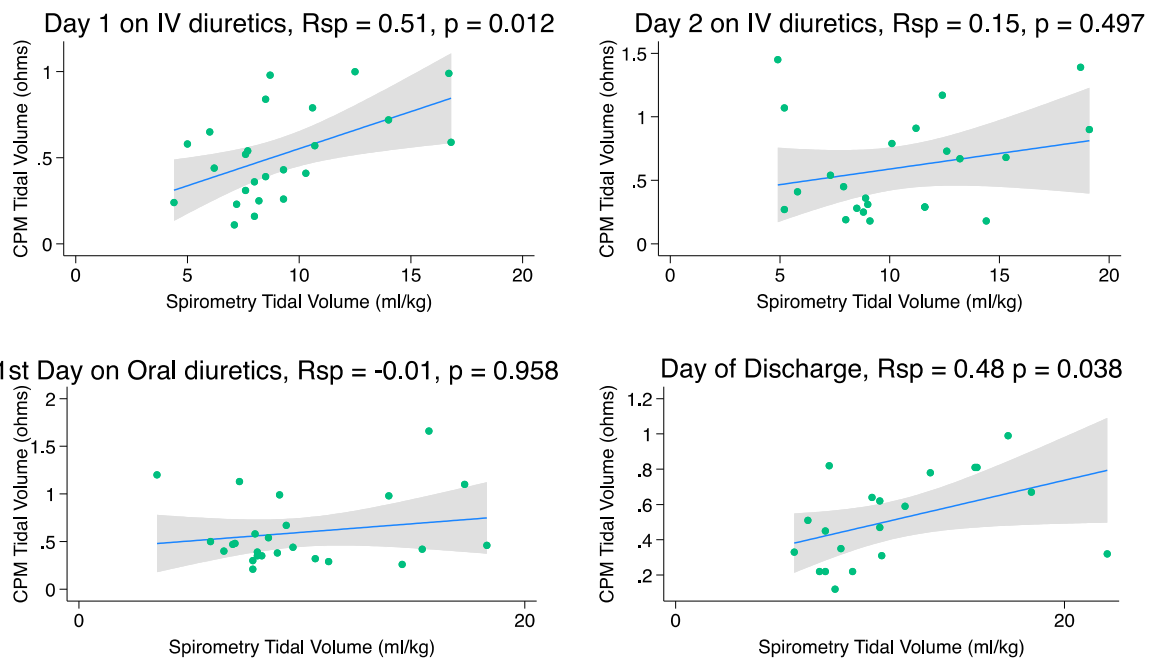 Day 1 on IV diuretics, Rsp = 0.51, p = 0.012
CPM Tidal Volume (ohms)
1
.5
0
0 5 10 15 20
Spirometry Tidal Volume (ml/kg)
Day 2 on IV diuretics, Rsp = 0.15, p = 0.497
CPM Tidal Volume (ohms)
1.5
1
0.5
0
0 5 10 15 20
Spirometry Tidal Volume (ml/kg)
1st Day on Oral diuretics, Rsp = -0.01, p = 0.958
CPM Tidal Volume (ohms)
2
1.5
1
.5
0
0 20
Spirometry Tidal Volume (ml/kg)
Day of Discharge, Rsp = 0.48 p = 0.038
CPM Tidal Volume (ohms)
1.2
.1
.8
.6
.4
.2
0 20
Spirometry Tidal Volume (ml/kg)